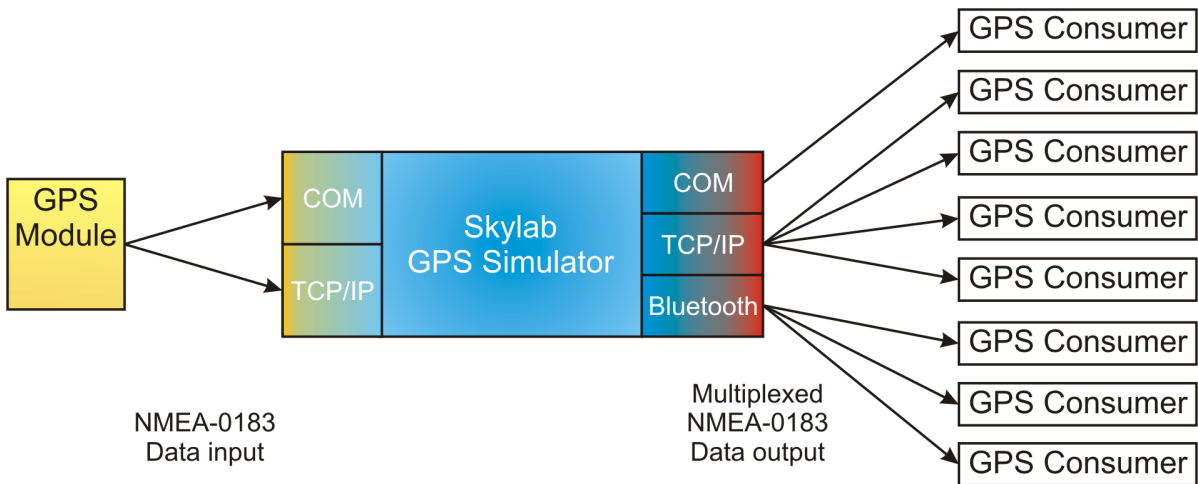 GPS
Module
NMEA-0183
Data input
COM
TCP/IP
Skylab
GPS Simulator
COM
TCP/IP
Bluetooth
Multiplexed
NMEA-0183
Data output
GPS Consumer
GPS Consumer
GPS Consumer
GPS Consumer
GPS Consumer
GPS Consumer
GPS Consumer
GPS Consumer